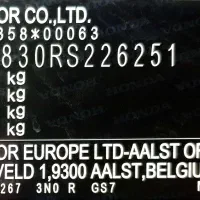 OR CO.,LTD.
358*00063
830RS226251
kg
kg
kg
OR EUROPE LTD-AALST OF
VELD 1,9300 AALST,BELGIU
267 3N0 R GS7